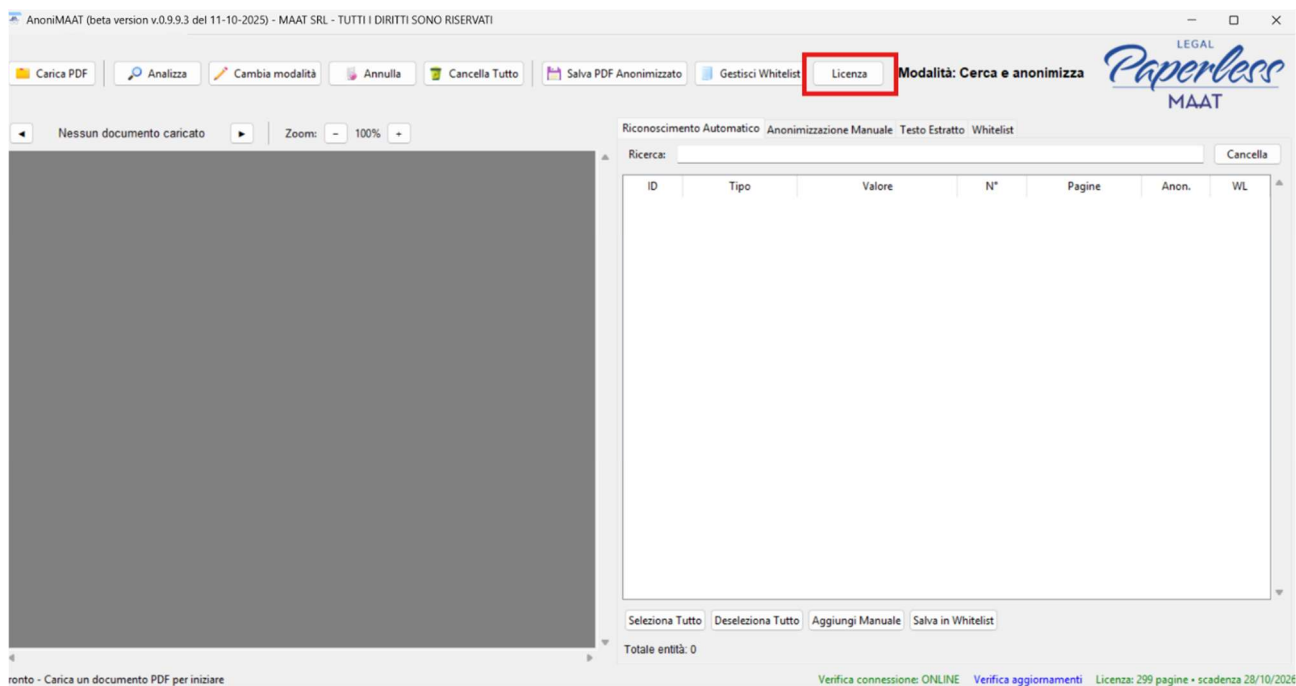 AnoniMAAT (beta version v.0.9.9.3 del 11-10-2025) - MAAT SRL - TUTTI I DIRITTI SONO RISERVATI
Carica PDF Analizza Cambia modalità Annulla Cancella Tutto Salva PDF Anonimizzato Gestisci Whitelist Licenza Modalità: Cerca e anonimizza
LEGAL
Paperless
MAAT
Nessun documento caricato Zoom: - 100% +
Riconoscimento Automatico Anonimizzazione Manuale Testo Estratto Whitelist
Ricerca: Cancella
ID Tipo Valore N° Pagine Anon. WL
Seleziona Tutto Deseleziona Tutto Aggiungi Manuale Salva in Whitelist
Totale entità: 0
ronto - Carica un documento PDF per iniziare Verifica connessione: ONLINE Verifica aggiornamenti Licenza: 299 pagine • scadenza 28/10/2026